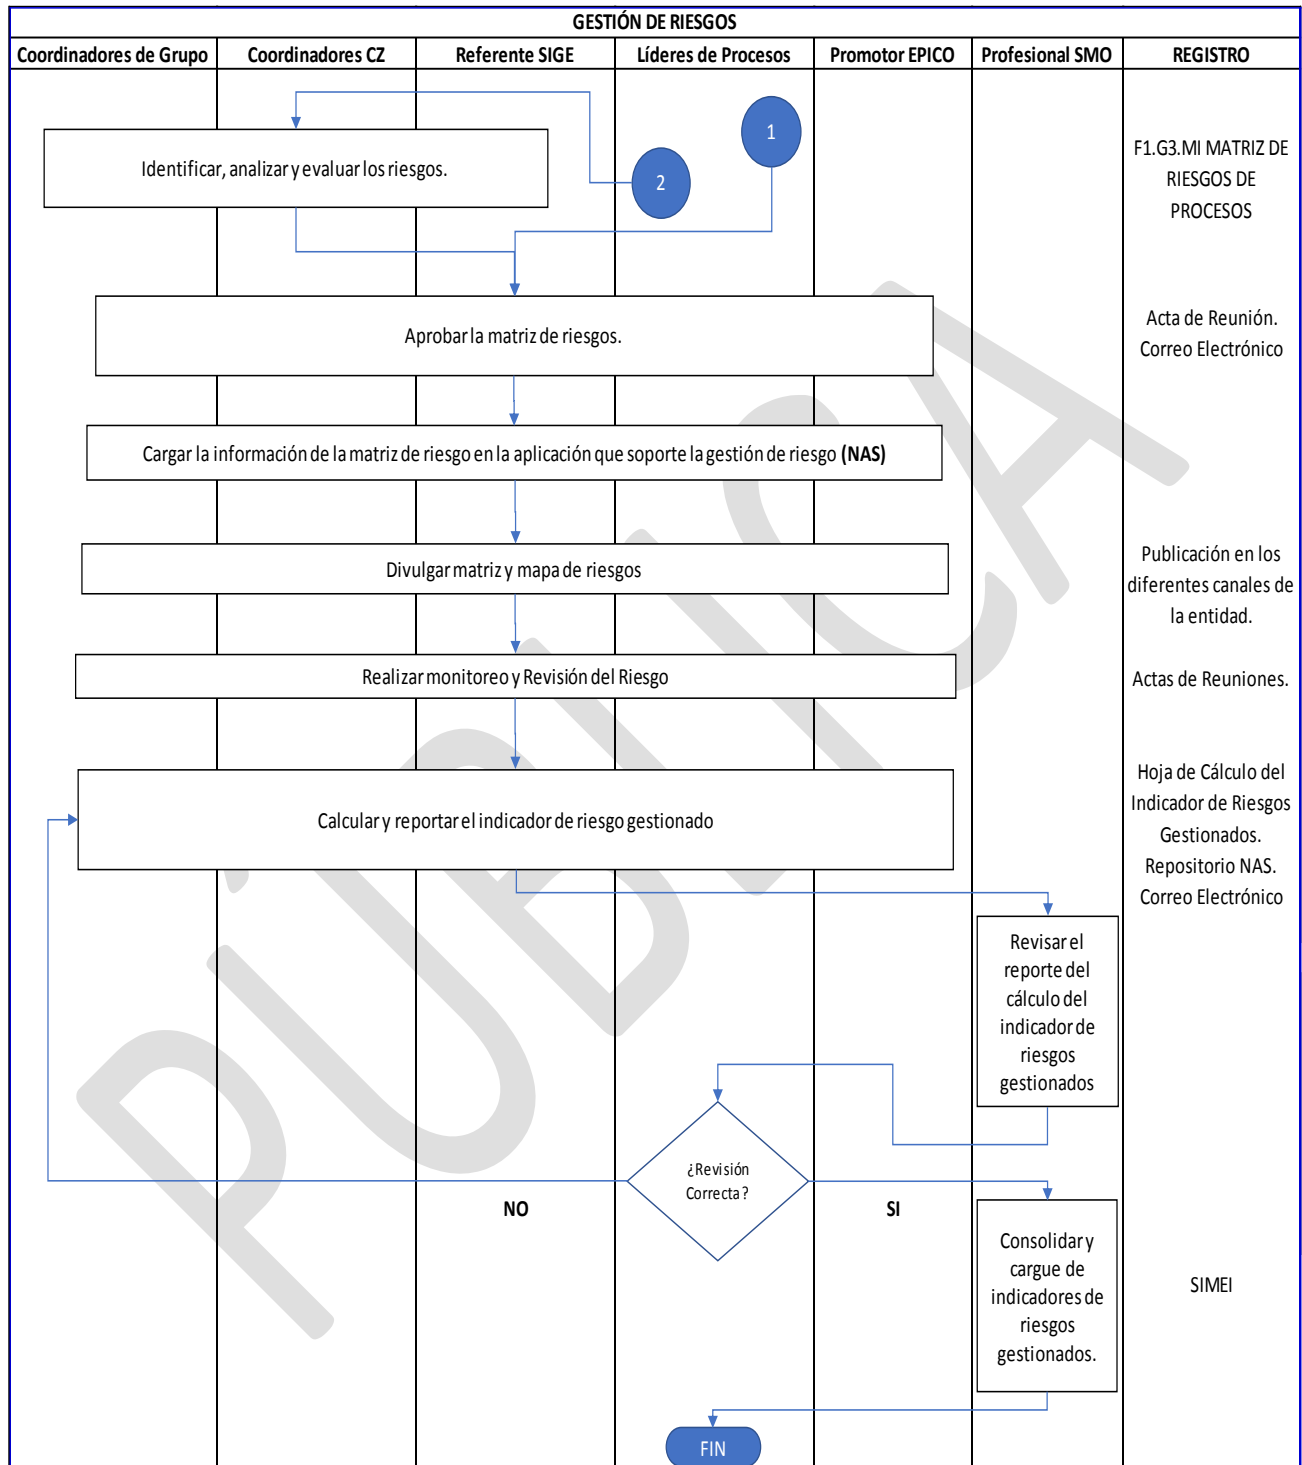 GESTIÓN DE RIESGOS
Coordinadores de Grupo
Coordinadores CZ
Referente SIGE
Líderes de Procesos
Promotor EPICO
Profesional SMO
REGISTRO
1
2
Identificar, analizar y evaluar los riesgos.
F1.G3.MI MATRIZ DE
RIESGOS DE
PROCESOS
Aprobar la matriz de riesgos.
Acta de Reunión.
Correo Electrónico
Cargar la información de la matriz de riesgo en la aplicación que soporte la gestión de riesgo (NAS)
Divulgar matriz y mapa de riesgos
Publicación en los
diferentes canales de
la entidad.
Realizar monitoreo y Revisión del Riesgo
Actas de Reuniones.
Calcular y reportar el indicador de riesgo gestionado
Hoja de Cálculo del
Indicador de Riesgos
Gestionados.
Repositorio NAS.
Correo Electrónico
Revisar el
reporte del
cálculo del
indicador de
riesgos
gestionados
¿Revisión
Correcta?
NO
SI
Consolidar y
cargue de
indicadores de
riesgos
gestionados.
SIMEI
FIN
PÚBLICA